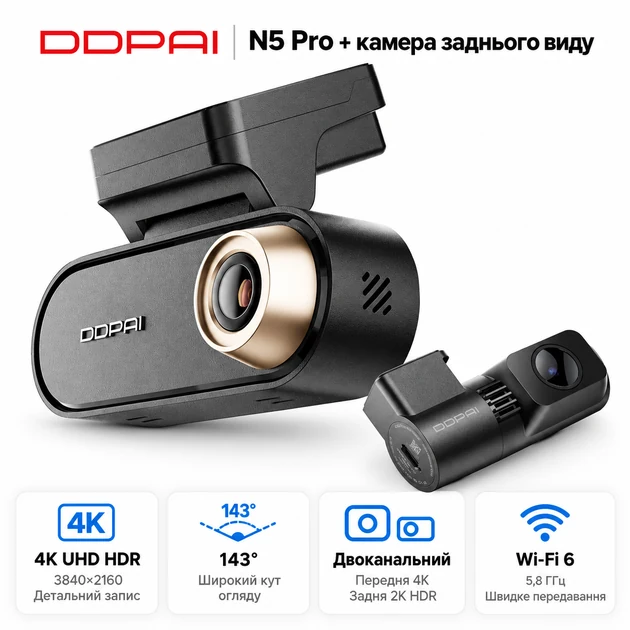 DDPAI | N5 Pro + камера заднього виду
DDPAI
DDPAI
4K
143°
4K UHD HDR
143°
Двоканальний
Wi-Fi 6
3840×2160
Широкий кут
Передня 4K
5,8 ГГц
Детальний запис
огляду
Задня 2K HDR
Швидке передавання